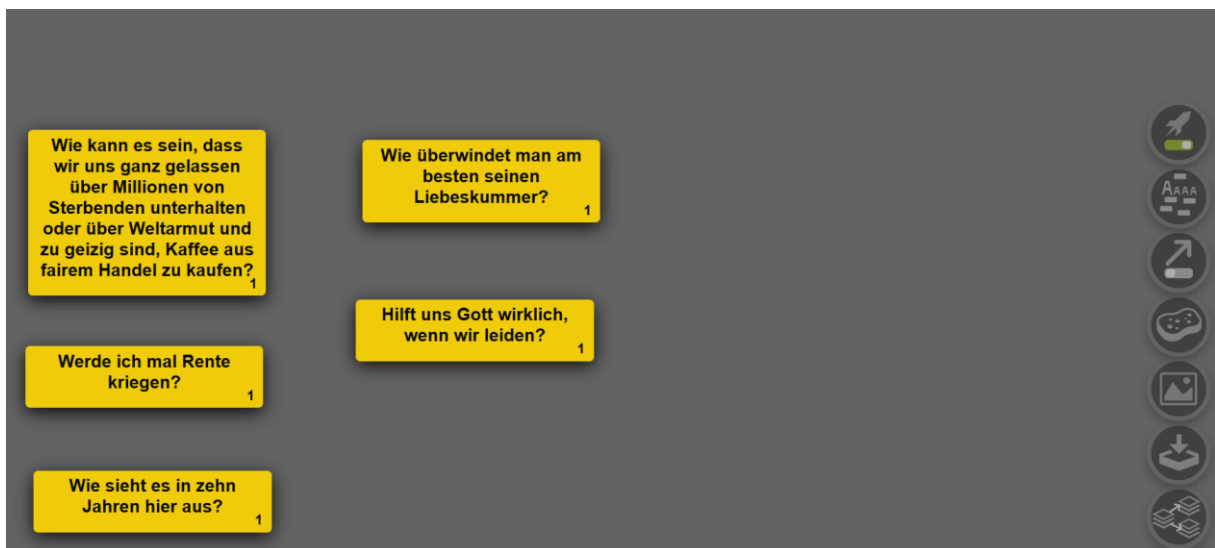 Wie kann es sein, dass
wir uns ganz gelassen
über Millionen von
Sterbenden unterhalten
oder über Weltarmut und
zu geizig sind, Kaffee aus
fairem Handel zu kaufen?
1
Werde ich mal Rente
kriegen?
1
Wie sieht es in zehn
Jahren hier aus?
1
Wie überwindet man am
besten seinen
Liebeskummer?
1
Hilft uns Gott wirklich,
wenn wir leiden?
1
AAAA